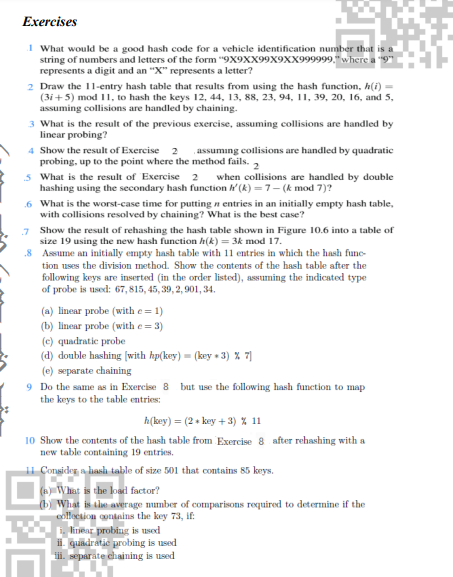 Exercises
1 What would be a good hash code for a vehicle identification number that is a
string of numbers and letters of the form "9X9XX99X9XX999999," where a "9"
represents a digit and an "X" represents a letter?
2 Draw the 11-entry hash table that results from using the hash function, h(i) =
(3i+5) mod 11, to hash the keys 12, 44, 13, 88, 23, 94, 11, 39, 20, 16, and 5,
assuming collisions are handled by chaining.
3 What is the result of the previous exercise, assuming collisions are handled by
linear probing?
4 Show the result of Exercise 2 assuming collisions are handled by quadratic
probing, up to the point where the method fails. 2
.5 What is the result of Exercise 2 when collisions are handled by double
hashing using the secondary hash function h'(k) = 7 − (k mod 7)?
.6 What is the worst-case time for putting n entries in an initially empty hash table,
with collisions resolved by chaining? What is the best case?
.7 Show the result of rehashing the hash table shown in Figure 10.6 into a table of
size 19 using the new hash function h(k) = 3k mod 17.
.8 Assume an initially empty hash table with 11 entries in which the hash func-
tion uses the division method. Show the contents of the hash table after the
following keys are inserted (in the order listed), assuming the indicated type
of probe is used: 67, 815, 45, 39, 2, 901, 34.
(a) linear probe (with c = 1)
(b) linear probe (with c = 3)
(c) quadratic probe
(d) double hashing [with hp(key) = (key * 3) % 7]
(e) separate chaining
9 Do the same as in Exercise 8 but use the following hash function to map
the keys to the table entries:
h(key) = (2 * key + 3) % 11
10 Show the contents of the hash table from Exercise 8 after rehashing with a
new table containing 19 entries.
11 Consider a hash table of size 501 that contains 85 keys.
(a) What is the load factor?
(b) What is the average number of comparisons required to determine if the
collection contains the key 73, if:
i. linear probing is used
ii. quadratic probing is used
iii. separate chaining is used